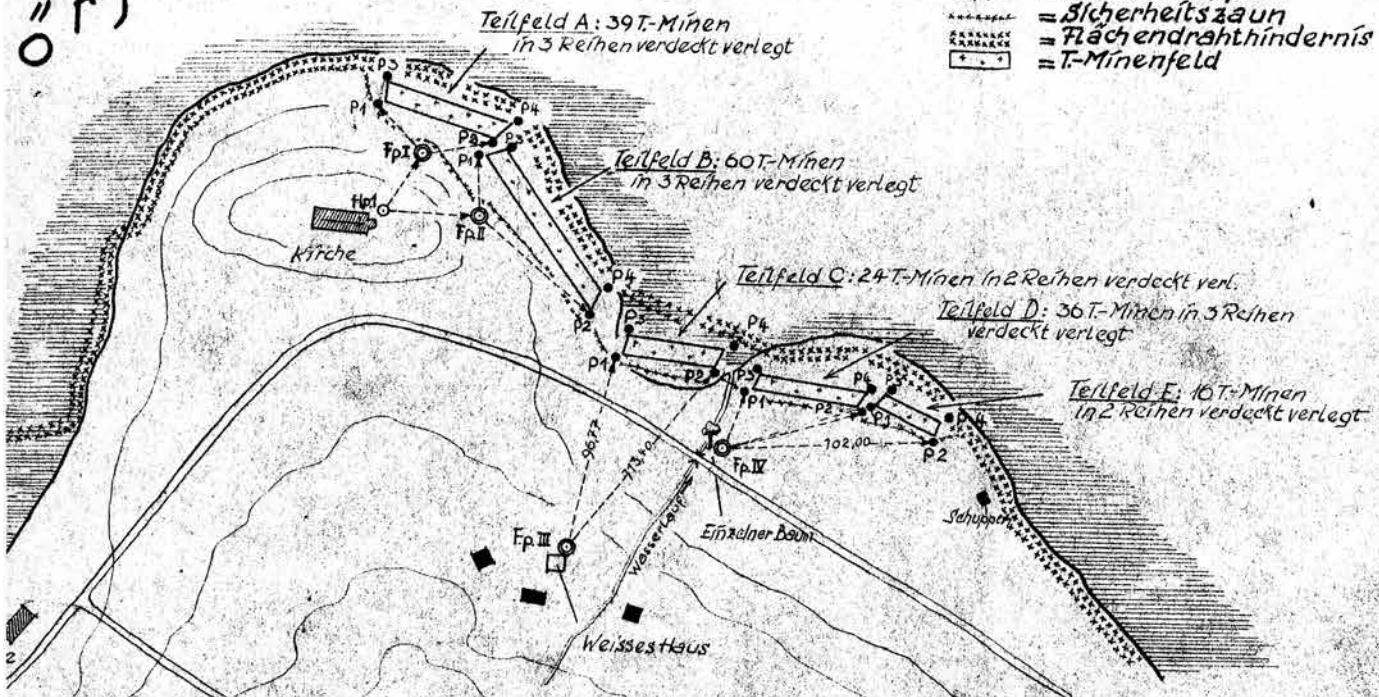 = Sicherheitszaun
= Flächendrahthindernis
= T.-Minenfeld
Teilfeld A: 39 T.-Minen
in 3 Reihen verdeckt verlegt
P3
P1
P4
P2
P1
Fp. I
Teilfeld B: 60 T.-Minen
in 3 Reihen verdeckt verlegt
Hp1
Fp. II
Kirche
P4
P2
Teilfeld C: 24 T.-Minen in 2 Reihen verdeckt verl.
Teilfeld D: 36 T.-Minen in 3 Reihen
verdeckt verlegt
P3
P4
P1
P2
P3
P1
P4
P2
Teilfeld E: 16 T.-Minen
in 2 Reihen verdeckt verlegt
4
P2
102,00
96,77
113,40
Fp. IV
Schuppen
Fp. III
Wasserlauf
Einzelner Baum
Weisses Haus
2